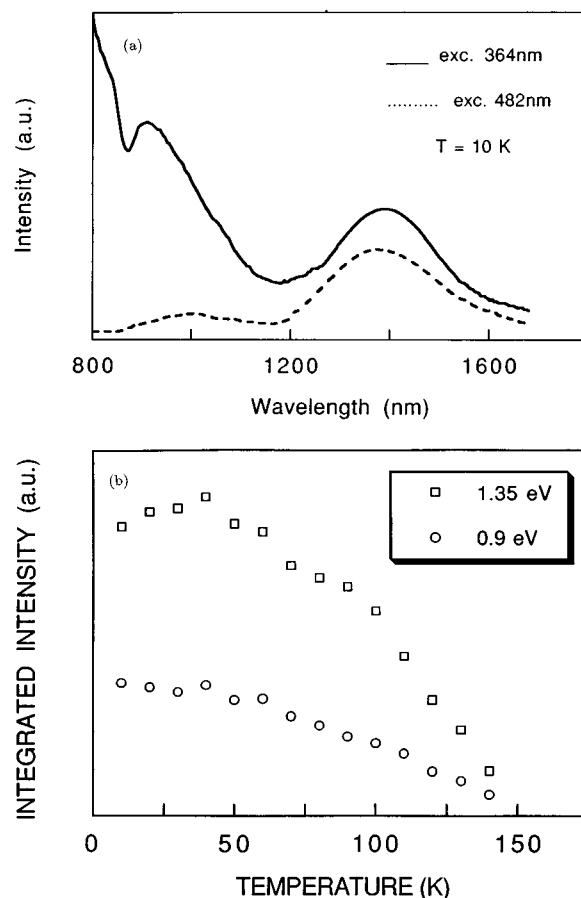 (a)
exc. 364nm
exc. 482nm
T = 10 K
Intensity (a.u.)
800 1200 1600
Wavelength (nm)
(b)
1.35 eV
0.9 eV
INTEGRATED INTENSITY (a.u.)
0 50 100 150
TEMPERATURE (K)